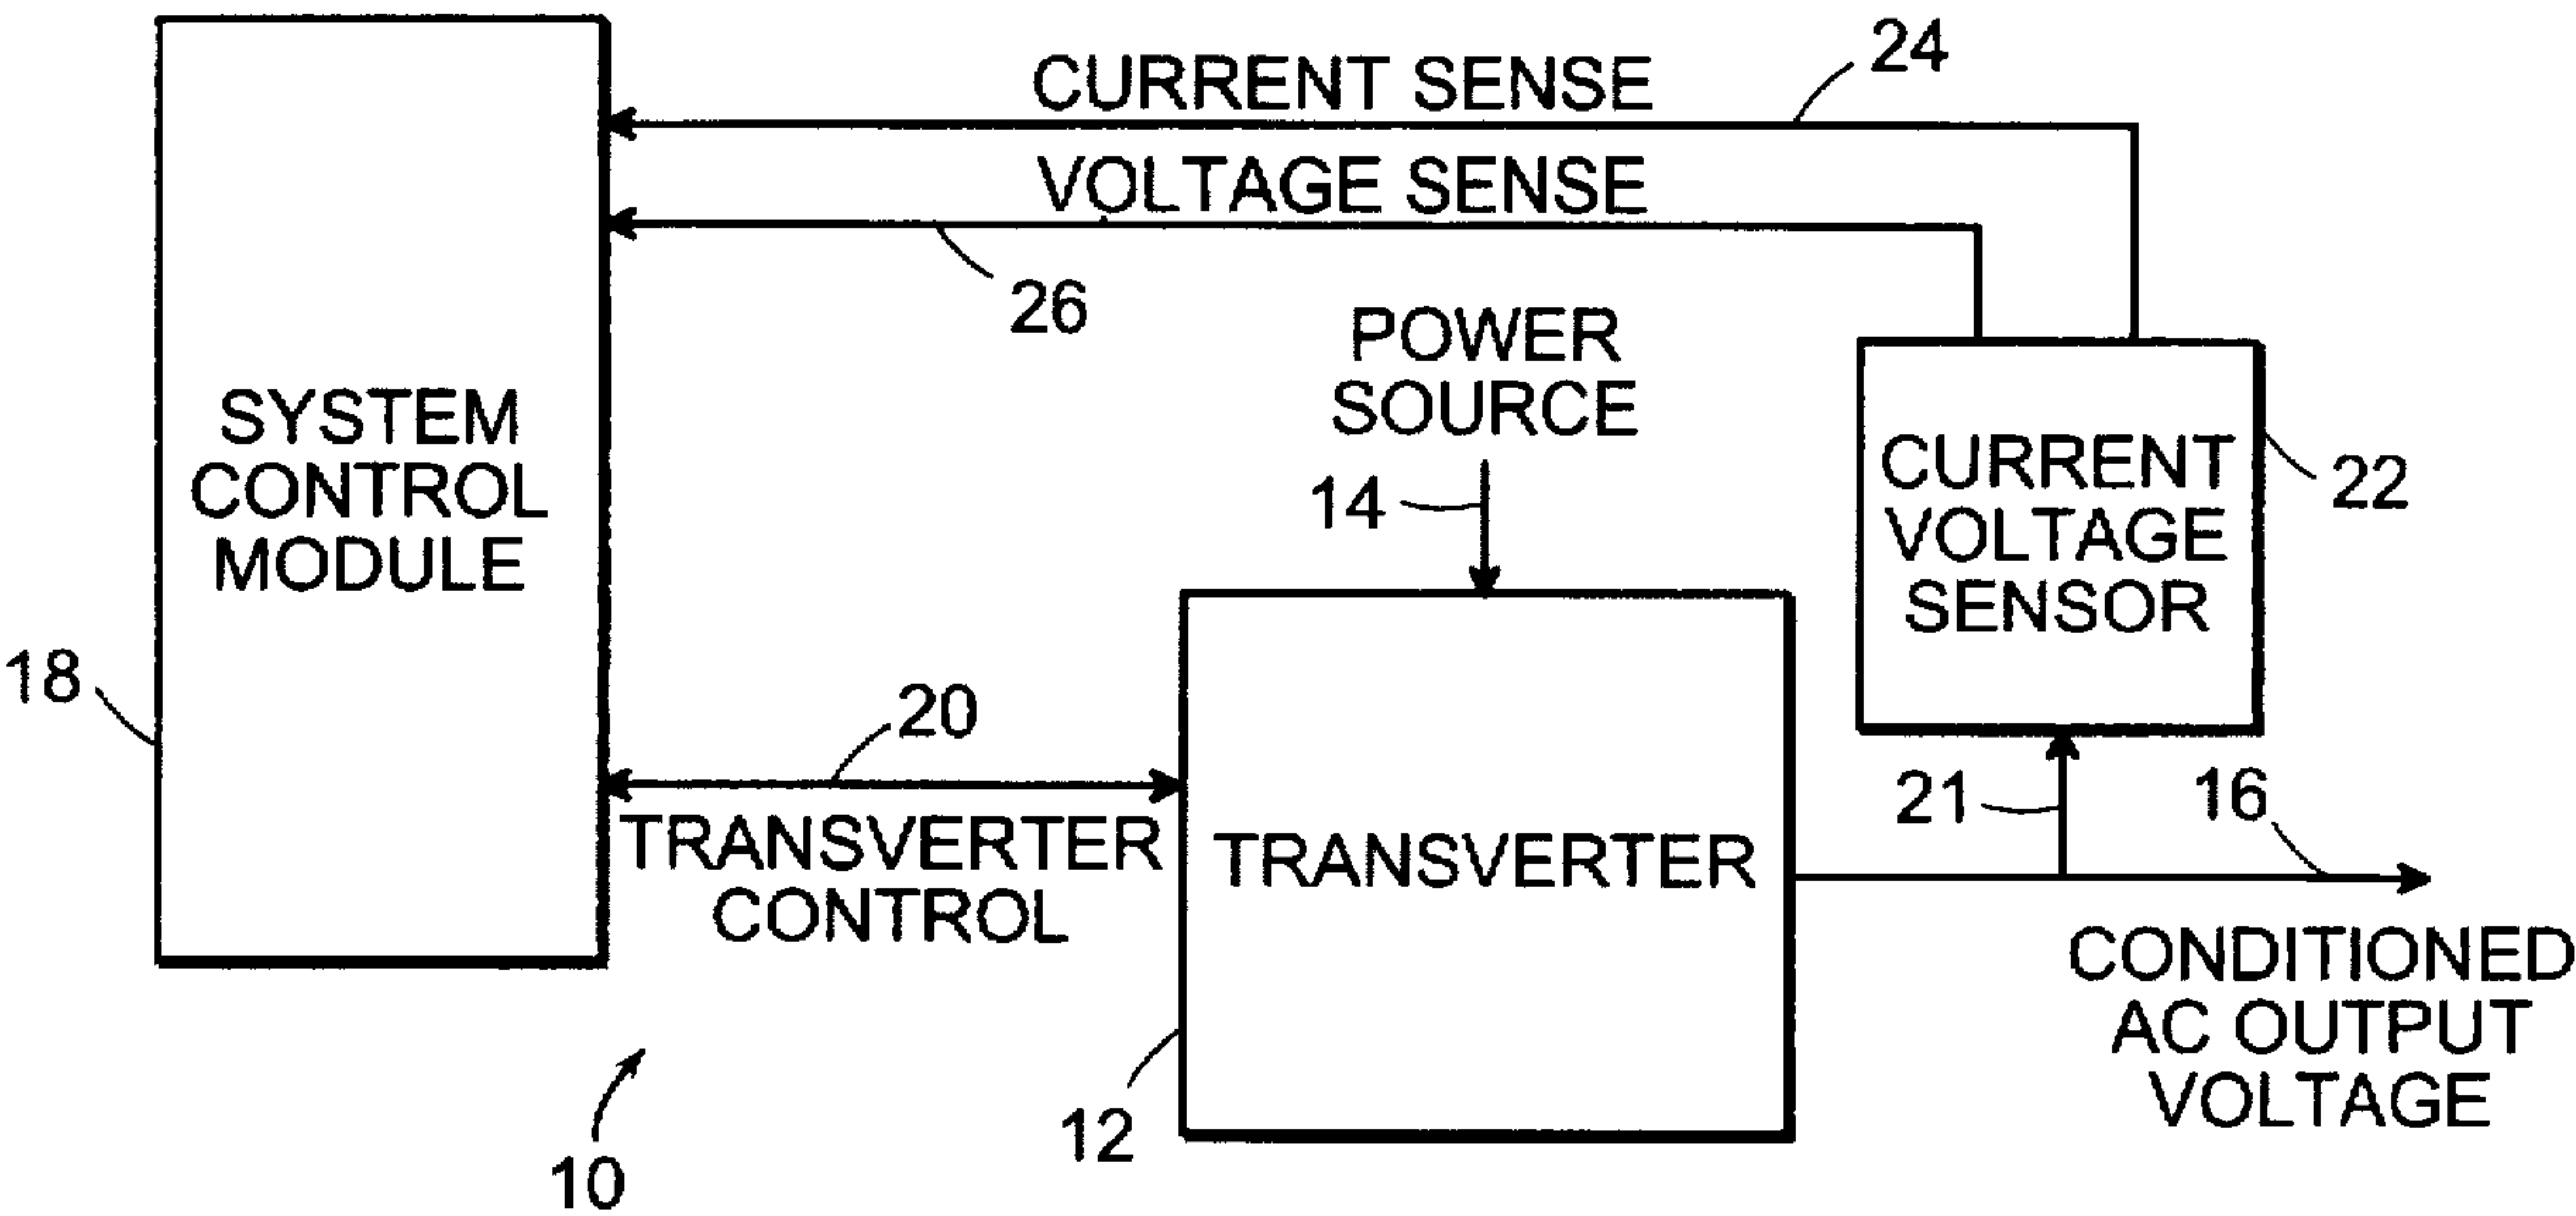 24
CURRENT SENSE
VOLTAGE SENSE
26
POWER
SOURCE
14
SYSTEM
CONTROL
MODULE
CURRENT
VOLTAGE
SENSOR
22
18
20
TRANSVERTER
CONTROL
TRANSVERTER
21
16
CONDITIONED
AC OUTPUT
VOLTAGE
12
10